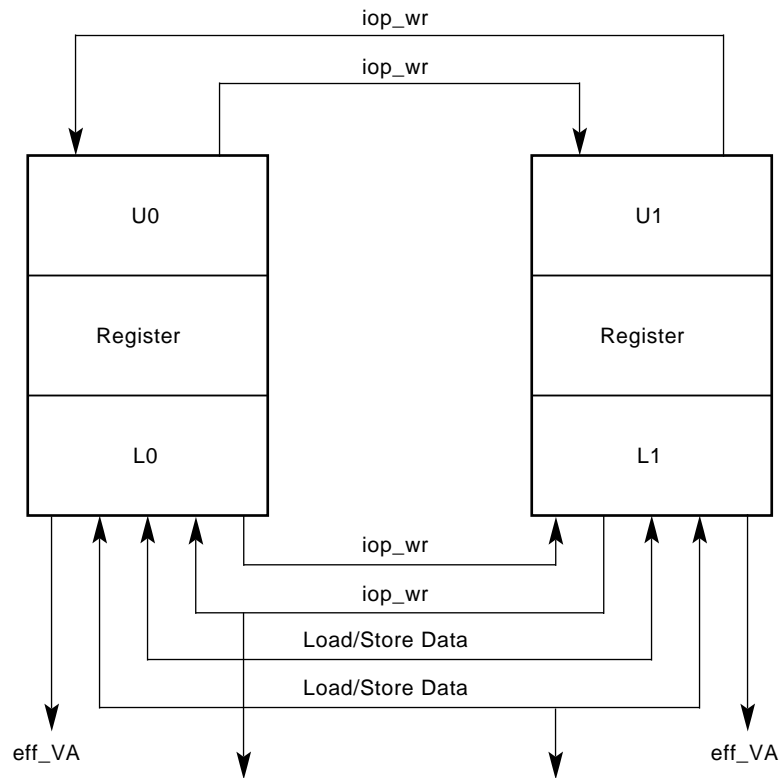 iop_wr
iop_wr
U0
U1
Register
Register
L0
L1
iop_wr
iop_wr
Load/Store Data
Load/Store Data
eff_VA
eff_VA